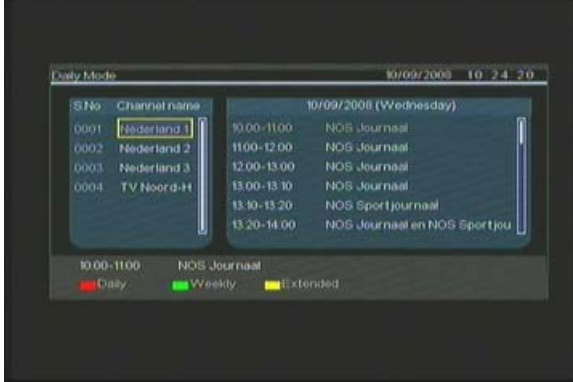 Daily Mode 10/09/2008 10 24 20
S.No Channel name
0001 Nederland 1
0002 Nederland 2
0003 Nederland 3
0004 TV Noord-H
10/09/2008 (Wednesday)
10.00-11.00 NOS Journaal
11.00-12.00 NOS Journaal
12.00-13.00 NOS Journaal
13.00-13.10 NOS Journaal
13.10-13.20 NOS Sportjournaal
13.20-14.00 NOS Journaal en NOS Sportjou
10.00-11.00 NOS Journaal
Daily Weekly Extended